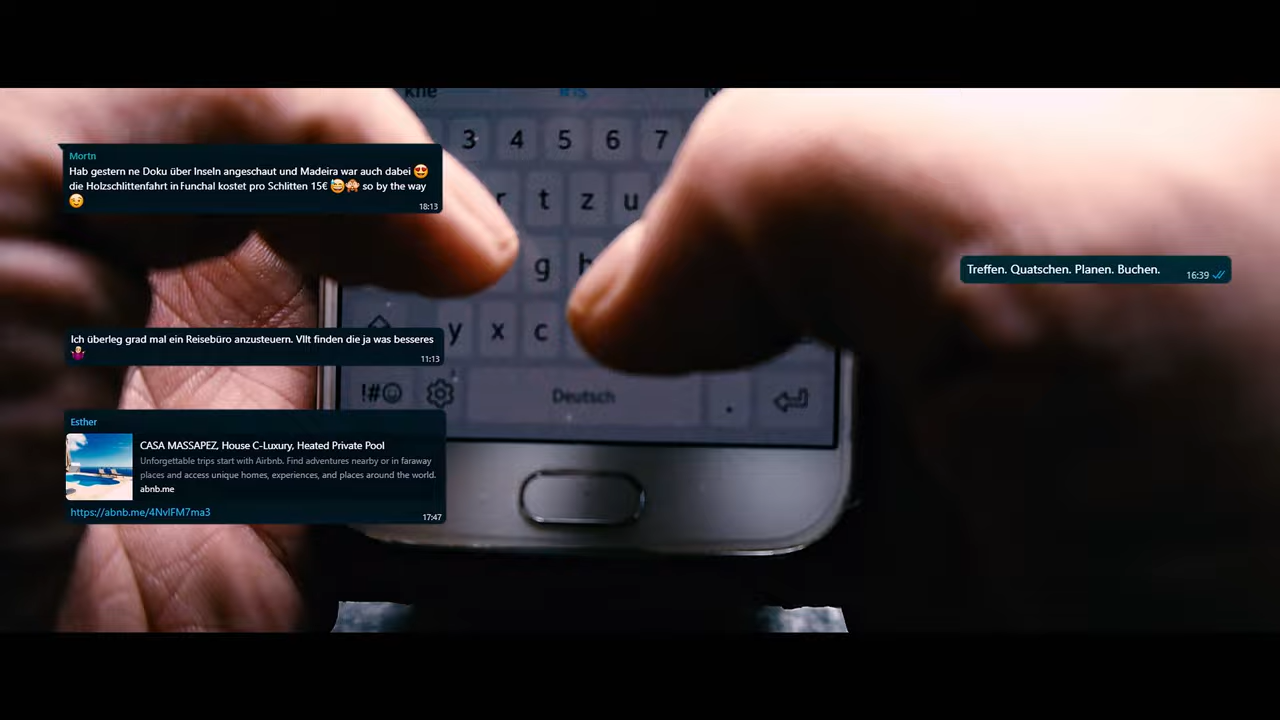 Mortn
Hab gestern ne Doku über Inseln angeschaut und Madeira war auch dabei 😍
die Holzschlittenfahrt in Funchal kostet pro Schlitten 15€ 😅🙈 so by the way
😉
18:13
Treffen. Quatschen. Planen. Buchen.
16:39
Ich überleg grad mal ein Reisebüro anzusteuern. Vllt finden die ja was besseres
🤷🏻‍♀️
11:13
Esther
CASA MASSAPEZ, House C-Luxury, Heated Private Pool
Unforgettable trips start with Airbnb. Find adventures nearby or in faraway
places and access unique homes, experiences, and places around the world.
abnb.me
https://abnb.me/4NvlFM7ma3
17:47
3 4 5 6 7
r t z u
g h
y x c
!#☺
Deutsch
.